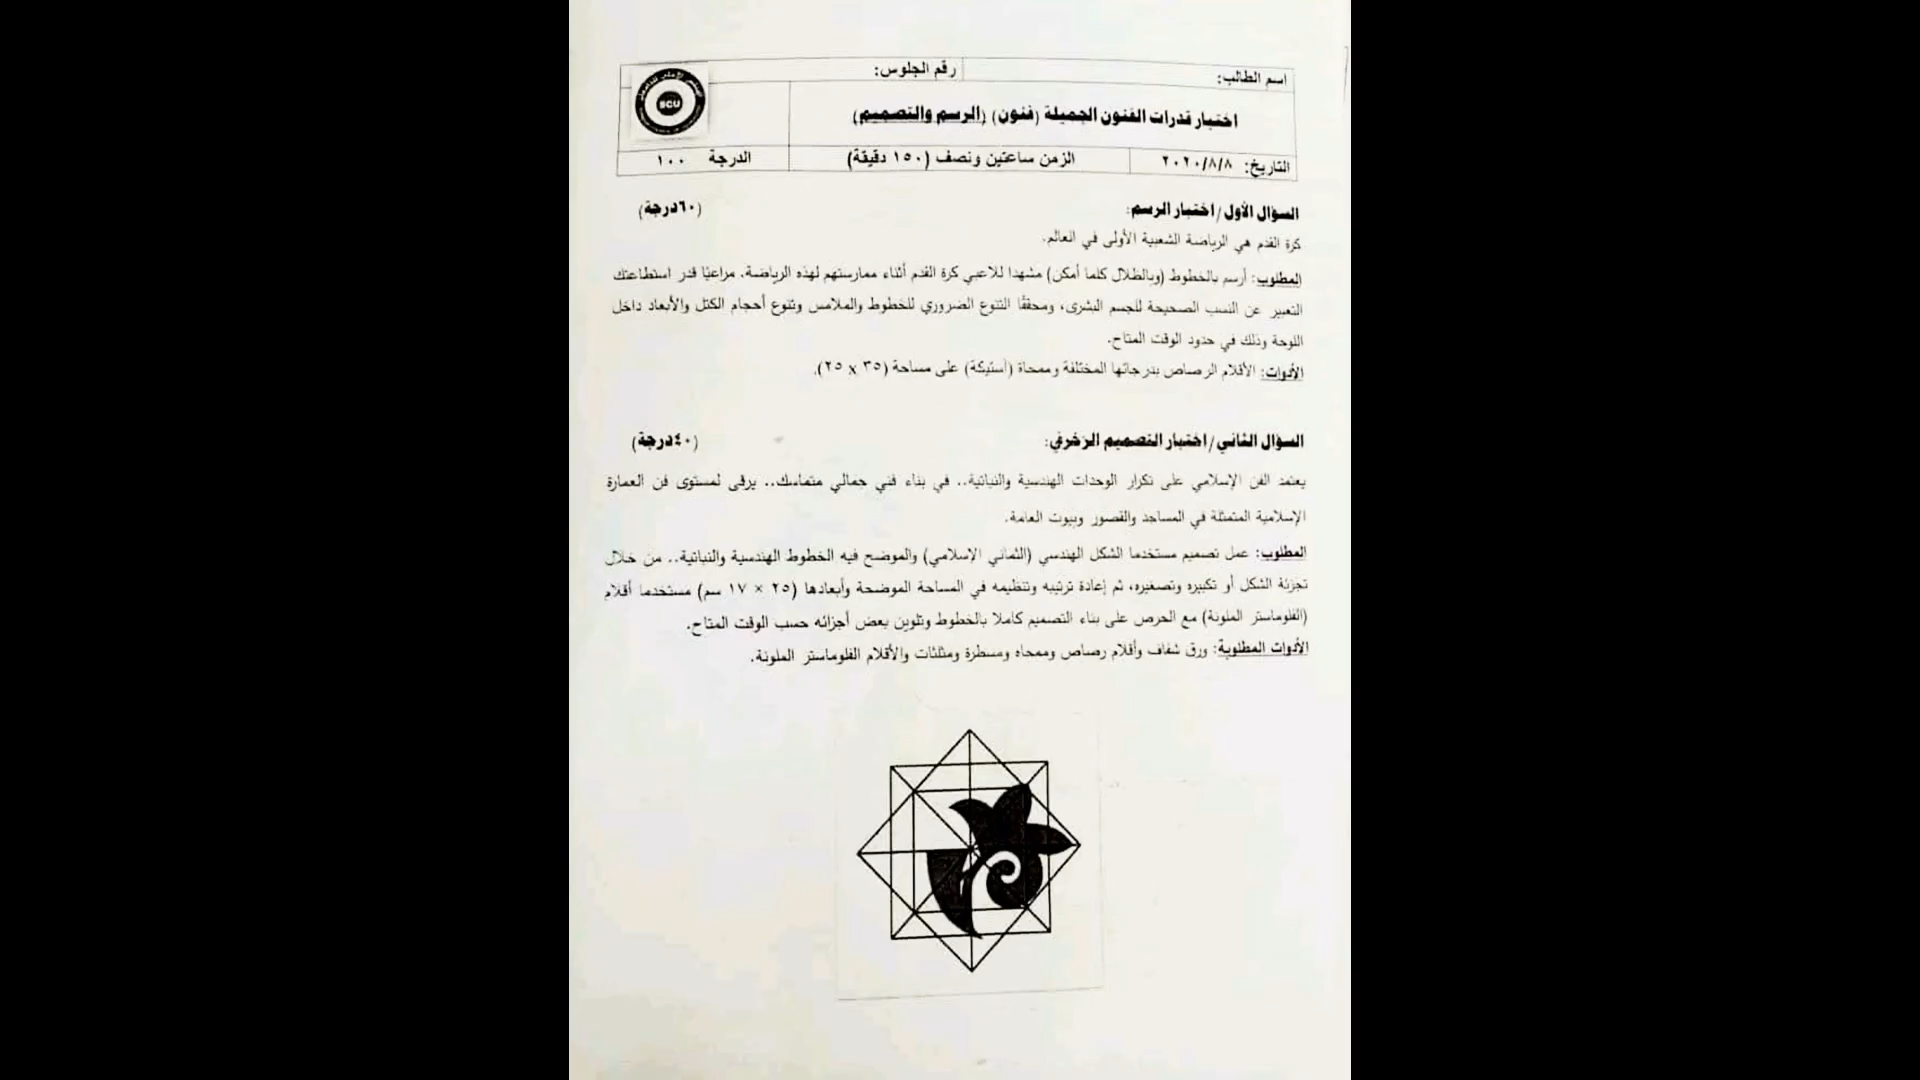 اسم الطالب: رقم الجلوس:
اختبار قدرات الفنون الجميلة (فنون) (الرسم والتصميم)
SCU
التاريخ: ٢٠٢٠/٨/٨ الزمن ساعتين ونصف (١٥٠ دقيقة) الدرجة ١٠٠
السؤال الأول/ اختبار الرسم: (٦٠درجة)
كرة القدم هي الرياضة الشعبية الأولى في العالم.
المطلوب: أرسم بالخطوط (وبالظلال كلما أمكن) مشهدا للاعبي كرة القدم أثناء ممارستهم لهذه الرياضة. مراعيًا قدر استطاعتك
التعبير عن النسب الصحيحة للجسم البشرى، ومحققًا التنوع الضروري للخطوط والملامس وتنوع أحجام الكتل والأبعاد داخل
اللوحة وذلك في حدود الوقت المتاح.
الأدوات: الأقلام الرصاص بدرجاتها المختلفة وممحاة (أستيكة) على مساحة (٣٥ x ٢٥).
السؤال الثاني/ اختبار التصميم الزخرفي: (٤٠درجة)
يعتمد الفن الإسلامي على تكرار الوحدات الهندسية والنباتية.. في بناء فني جمالي متماسك.. يرقى لمستوى فن العمارة
الإسلامية المتمثلة في المساجد والقصور وبيوت العامة.
المطلوب: عمل تصميم مستخدما الشكل الهندسي (الثماني الإسلامي) والموضح فيه الخطوط الهندسية والنباتية.. من خلال
تجزئة الشكل أو تكبيره وتصغيره، ثم إعادة ترتيبه وتنظيمه في المساحة الموضحة وأبعادها (٢٥ × ١٧ سم) مستخدما أقلام
(الفلوماستر الملونة) مع الحرص على بناء التصميم كاملا بالخطوط وتلوين بعض أجزائه حسب الوقت المتاح.
الأدوات المطلوبة: ورق شفاف وأقلام رصاص وممحاه ومسطرة ومثلثات والأقلام الفلوماستر الملونة.